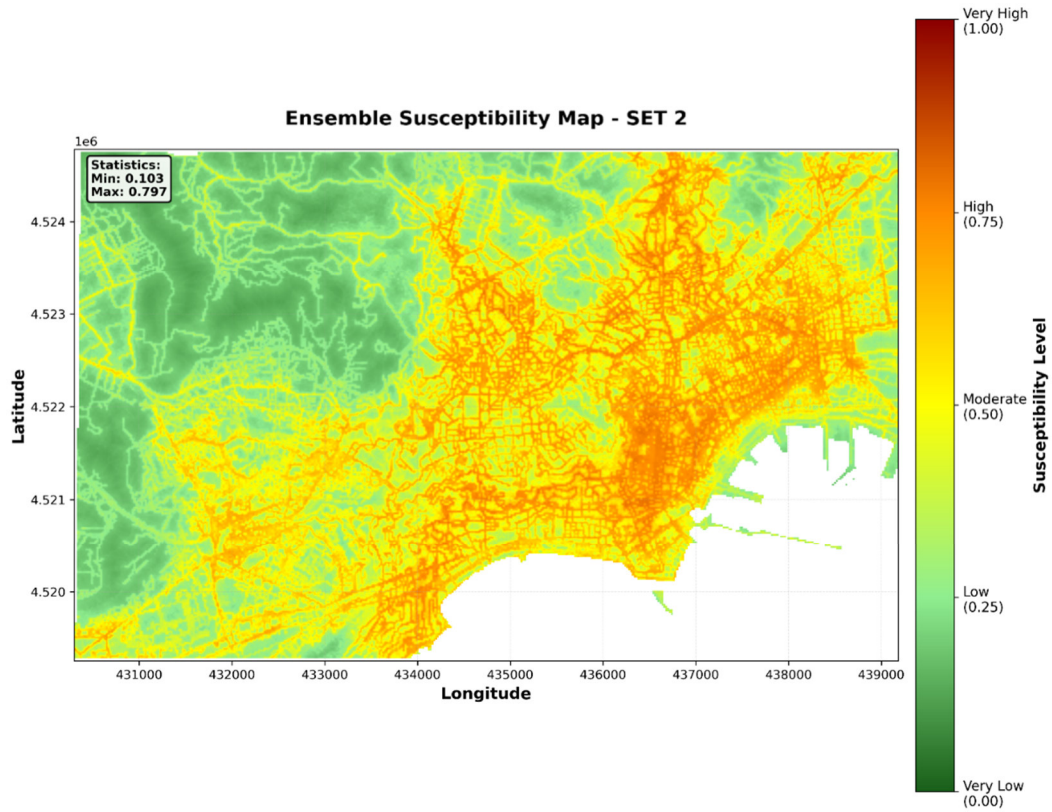 Ensemble Susceptibility Map - SET 2
1e6
Statistics:
Min: 0.103
Max: 0.797
4.524
4.523
4.522
4.521
4.520
Latitude
431000 432000 433000 434000 435000 436000 437000 438000 439000
Longitude
Very High
(1.00)
High
(0.75)
Moderate
(0.50)
Low
(0.25)
Very Low
(0.00)
Susceptibility Level